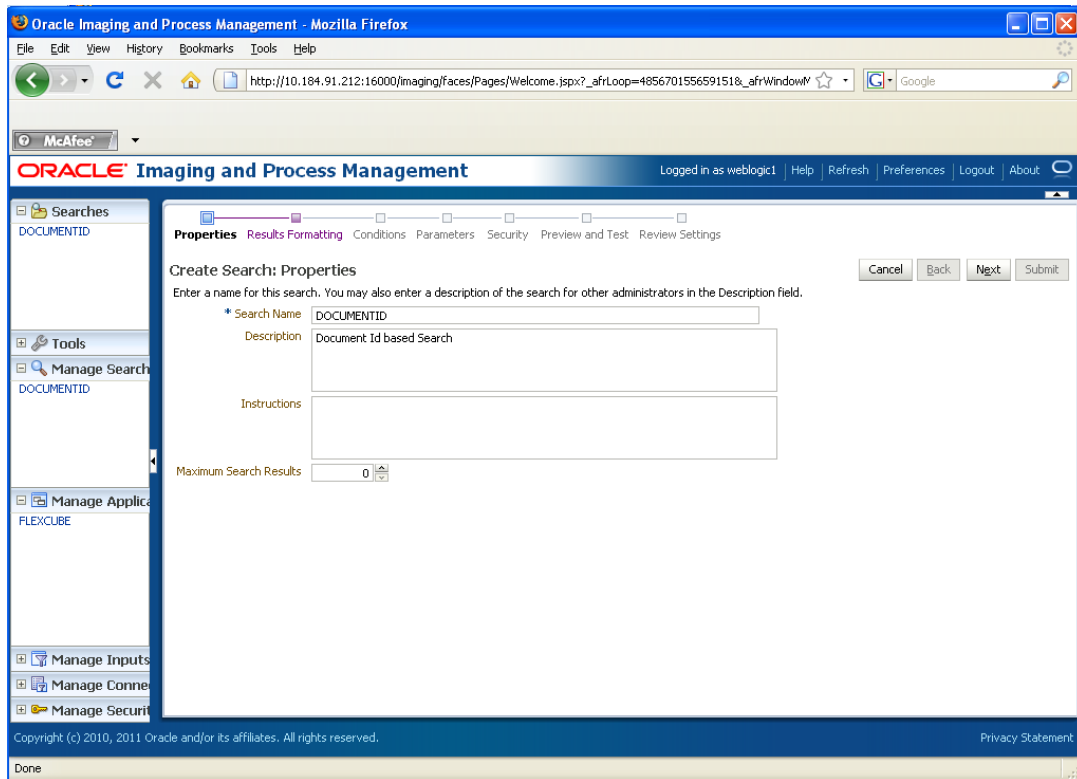 Oracle Imaging and Process Management - Mozilla Firefox
File Edit View History Bookmarks Tools Help
http://10.184.91.212:16000/imaging/faces/Pages/Welcome.jspx?_afrLoop=485670155659151&_afrWindowM
G Google
McAfee
ORACLE Imaging and Process Management
Logged in as weblogic1 | Help | Refresh | Preferences | Logout | About
Searches
DOCUMENTID
Tools
Manage Search
DOCUMENTID
Manage Applica
FLEXCUBE
Manage Inputs
Manage Conne
Manage Securit
Properties Results Formatting Conditions Parameters Security Preview and Test Review Settings
Create Search: Properties
Cancel Back Next Submit
Enter a name for this search. You may also enter a description of the search for other administrators in the Description field.
* Search Name DOCUMENTID
Description Document Id based Search
Instructions
Maximum Search Results 0
Copyright (c) 2010, 2011 Oracle and/or its affiliates. All rights reserved.
Privacy Statement
Done